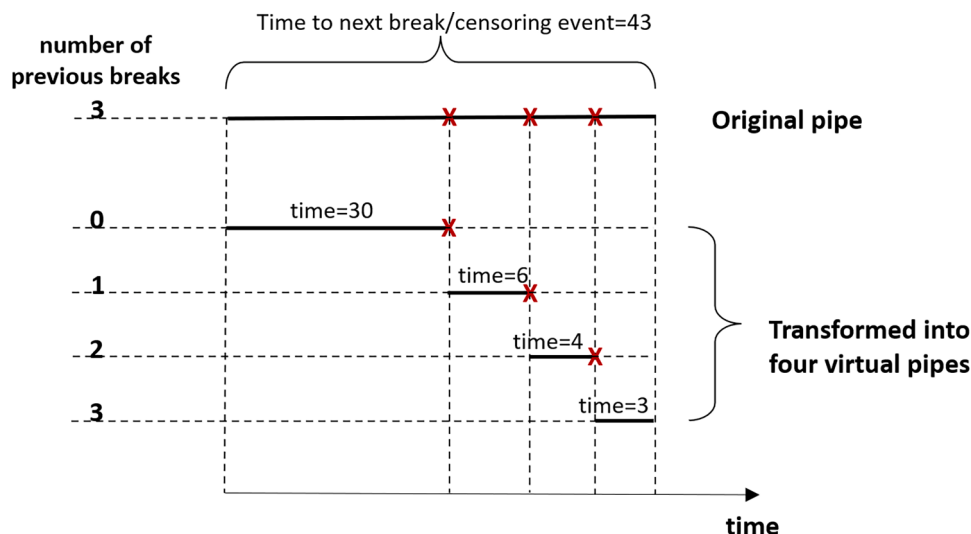 Time to next break/censoring event=43
number of
previous breaks
3
Original pipe
0
time=30
1
time=6
2
time=4
3
time=3
Transformed into
four virtual pipes
time